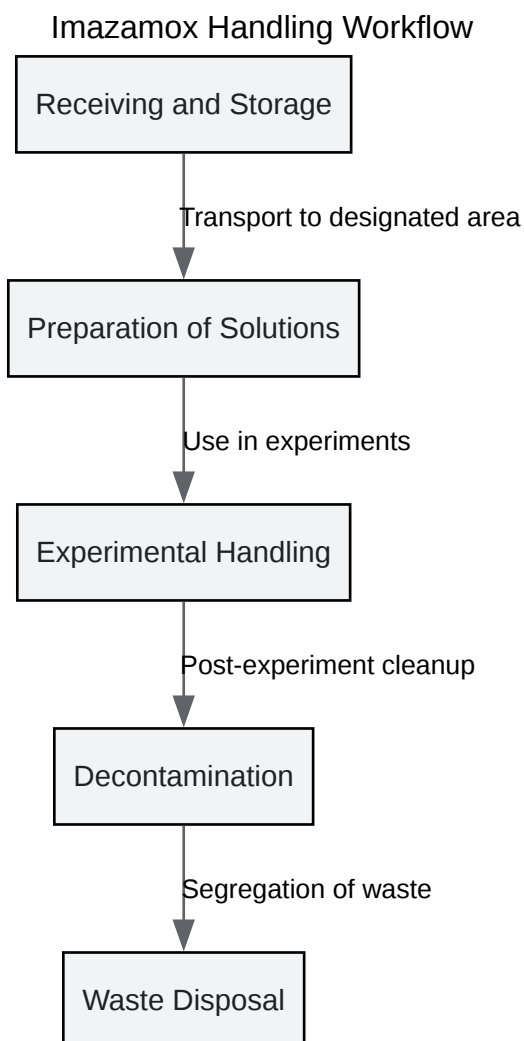 Imazamox Handling Workflow
Receiving and Storage
Transport to designated area
Preparation of Solutions
Use in experiments
Experimental Handling
Post-experiment cleanup
Decontamination
Segregation of waste
Waste Disposal